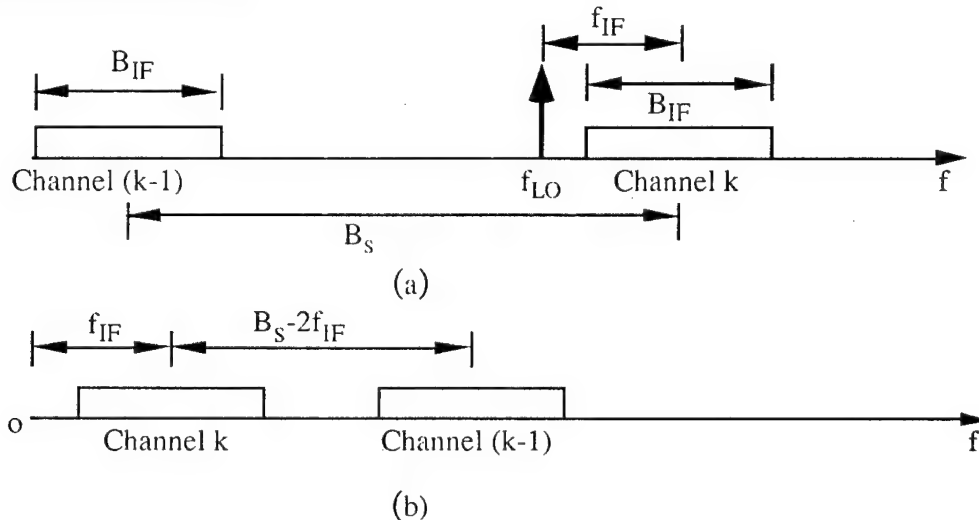 f_IF
B_IF
B_IF
Channel (k-1)
f_LO
Channel k
f
B_s
(a)
f_IF
B_S-2f_IF
o
Channel k
Channel (k-1)
f
(b)